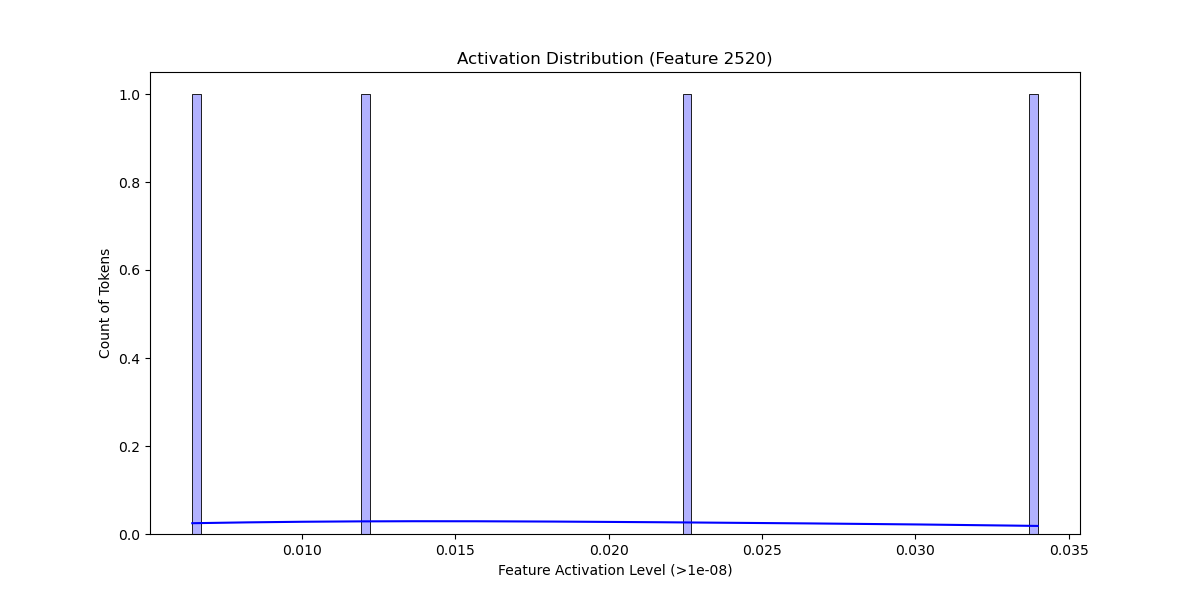 Activation Distribution (Feature 2520)
1.0
0.8
0.6
0.4
0.2
0.0
Count of Tokens
0.010 0.015 0.020 0.025 0.030 0.035
Feature Activation Level (>1e-08)